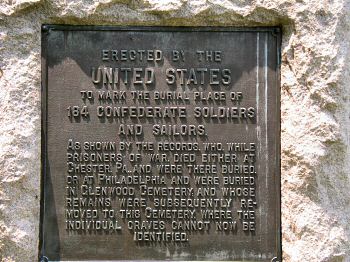 ERECTED BY THE
UNITED STATES
TO MARK THE BURIAL PLACE OF
184 CONFEDERATE SOLDIERS
AND SAILORS.
AS SHOWN BY THE RECORDS, WHO, WHILE
PRISONERS OF WAR, DIED EITHER AT
CHESTER, PA., AND WERE THERE BURIED,
OR AT PHILADELPHIA AND WERE BURIED
IN GLENWOOD CEMETERY, AND WHOSE
REMAINS WERE SUBSEQUENTLY RE-
MOVED TO THIS CEMETERY, WHERE THE
INDIVIDUAL GRAVES CANNOT NOW BE
IDENTIFIED.